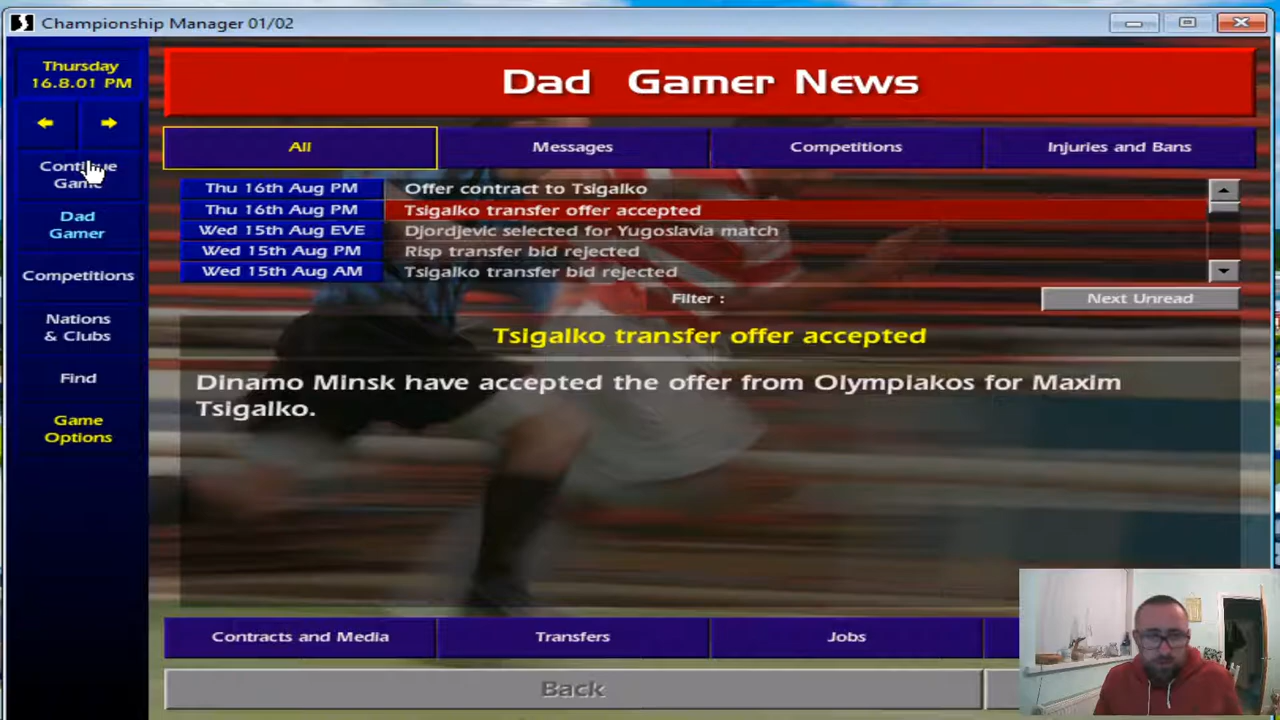 Championship Manager 01/02
Thursday
16.8.01 PM
Continue
Game
Dad
Gamer
Competitions
Nations
& Clubs
Find
Game
Options
Dad Gamer News
All
Messages
Competitions
Injuries and Bans
Thu 16th Aug PM Offer contract to Tsigalko
Thu 16th Aug PM Tsigalko transfer offer accepted
Wed 15th Aug EVE Djordjevic selected for Yugoslavia match
Wed 15th Aug PM Risp transfer bid rejected
Wed 15th Aug AM Tsigalko transfer bid rejected
Filter :
Next Unread
Tsigalko transfer offer accepted
Dinamo Minsk have accepted the offer from Olympiakos for Maxim
Tsigalko.
Contracts and Media
Transfers
Jobs
Back